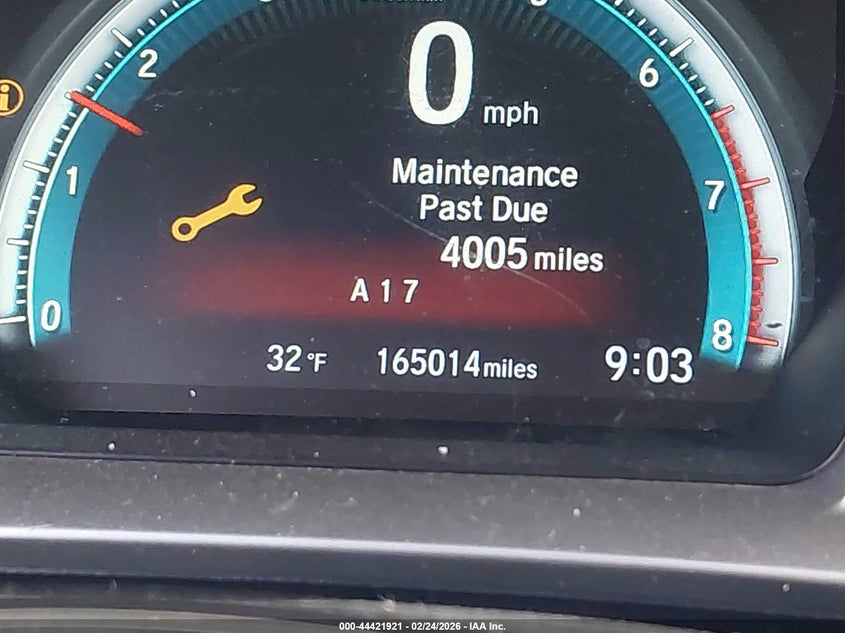 0 mph
2
6
Maintenance
1
7
Past Due
4005 miles
A 1 7
0
8
32 °F 165014 miles 9:03
000-44421921 - 02/24/2026 - IAA Inc.